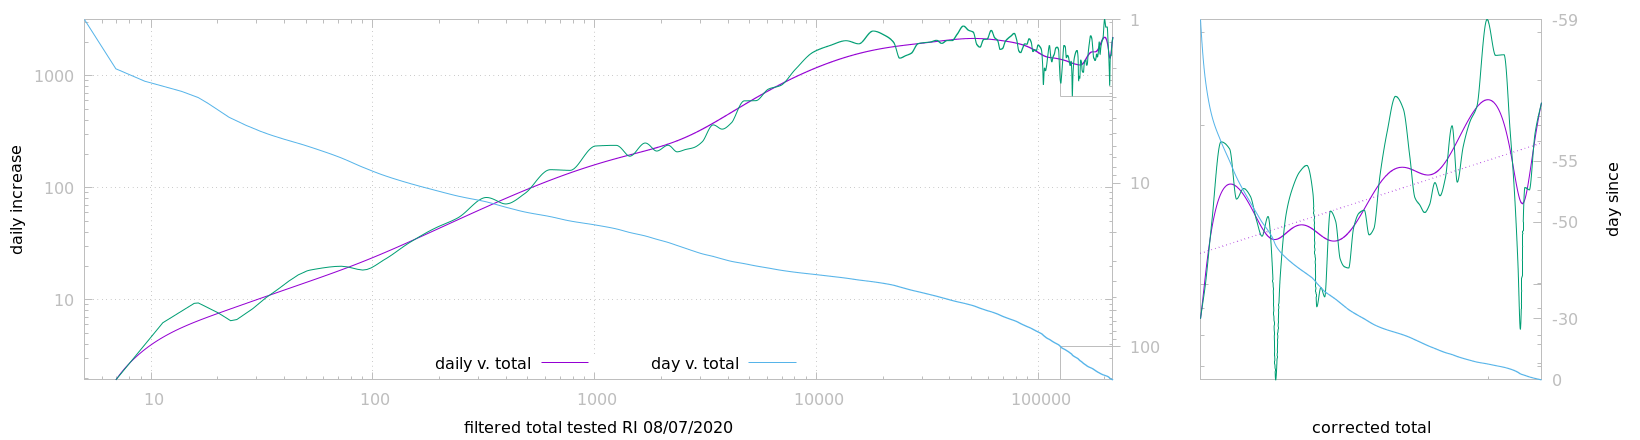 1000
100
10
daily increase
10
100
1000
10000
100000
filtered total tested RI 08/07/2020
daily v. total
day v. total
1
10
100
-59
-55
-50
-30
0
day since
corrected total